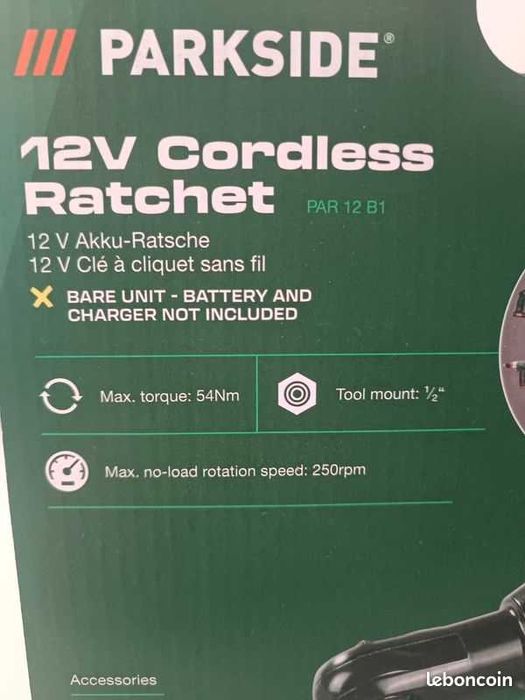 PARKSIDE®
12V Cordless
Ratchet PAR 12 B1
12 V Akku-Ratsche
12 V Clé à cliquet sans fil
BARE UNIT - BATTERY AND
CHARGER NOT INCLUDED
Max. torque: 54Nm
Tool mount: ½"
Max. no-load rotation speed: 250rpm
Accessories
leboncoin